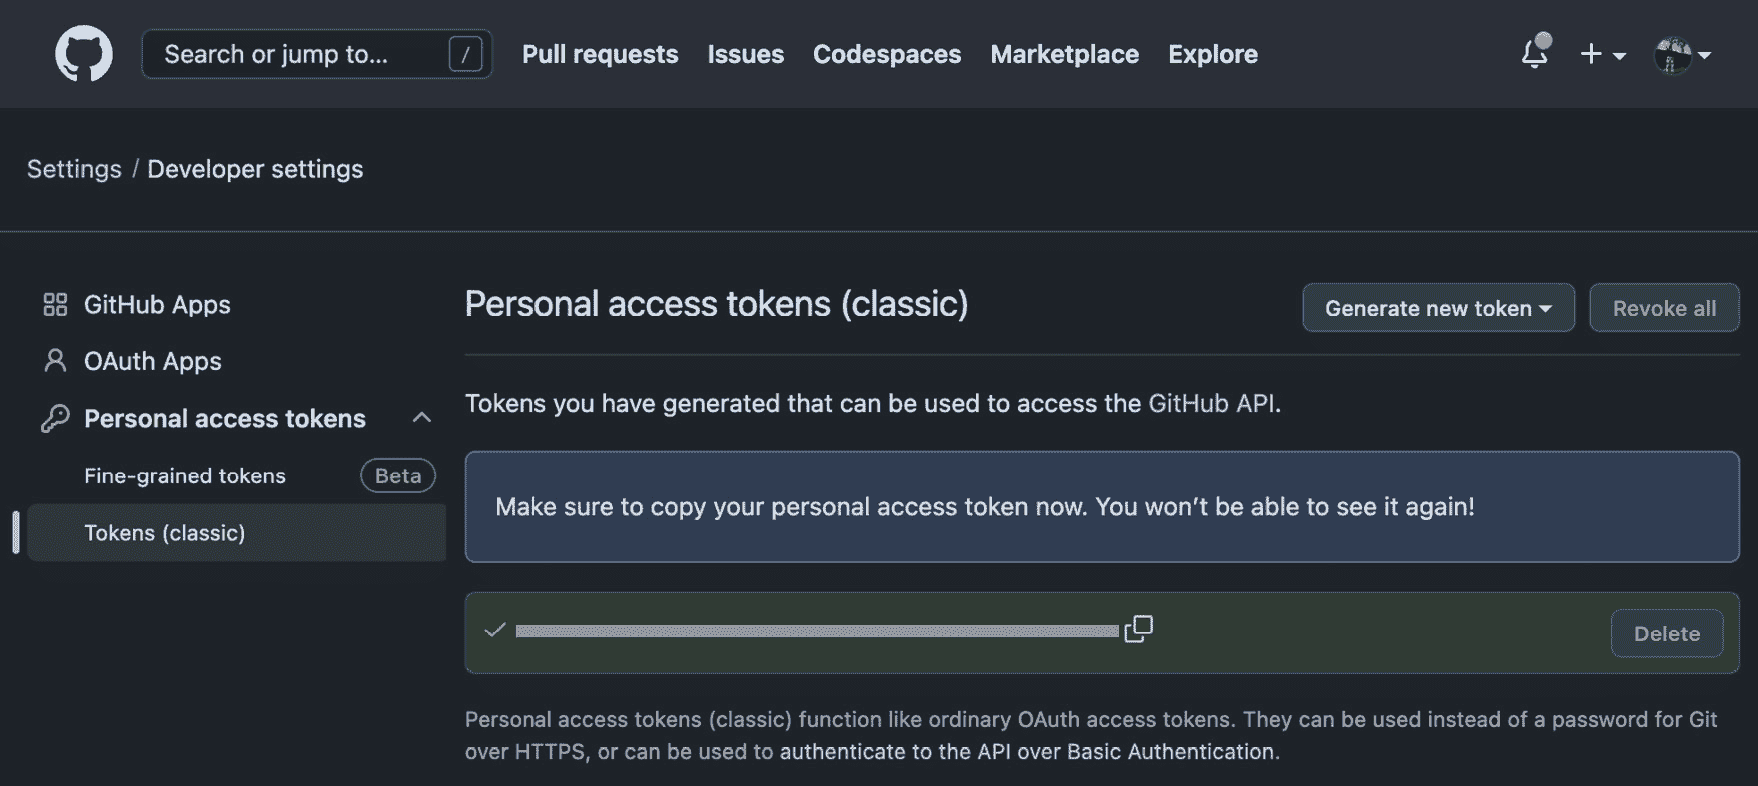 Search or jump to... /
Pull requests
Issues
Codespaces
Marketplace
Explore
Settings / Developer settings
GitHub Apps
OAuth Apps
Personal access tokens
Fine-grained tokens Beta
Tokens (classic)
Personal access tokens (classic)
Generate new token
Revoke all
Tokens you have generated that can be used to access the GitHub API.
Make sure to copy your personal access token now. You won’t be able to see it again!
Delete
Personal access tokens (classic) function like ordinary OAuth access tokens. They can be used instead of a password for Git
over HTTPS, or can be used to authenticate to the API over Basic Authentication.